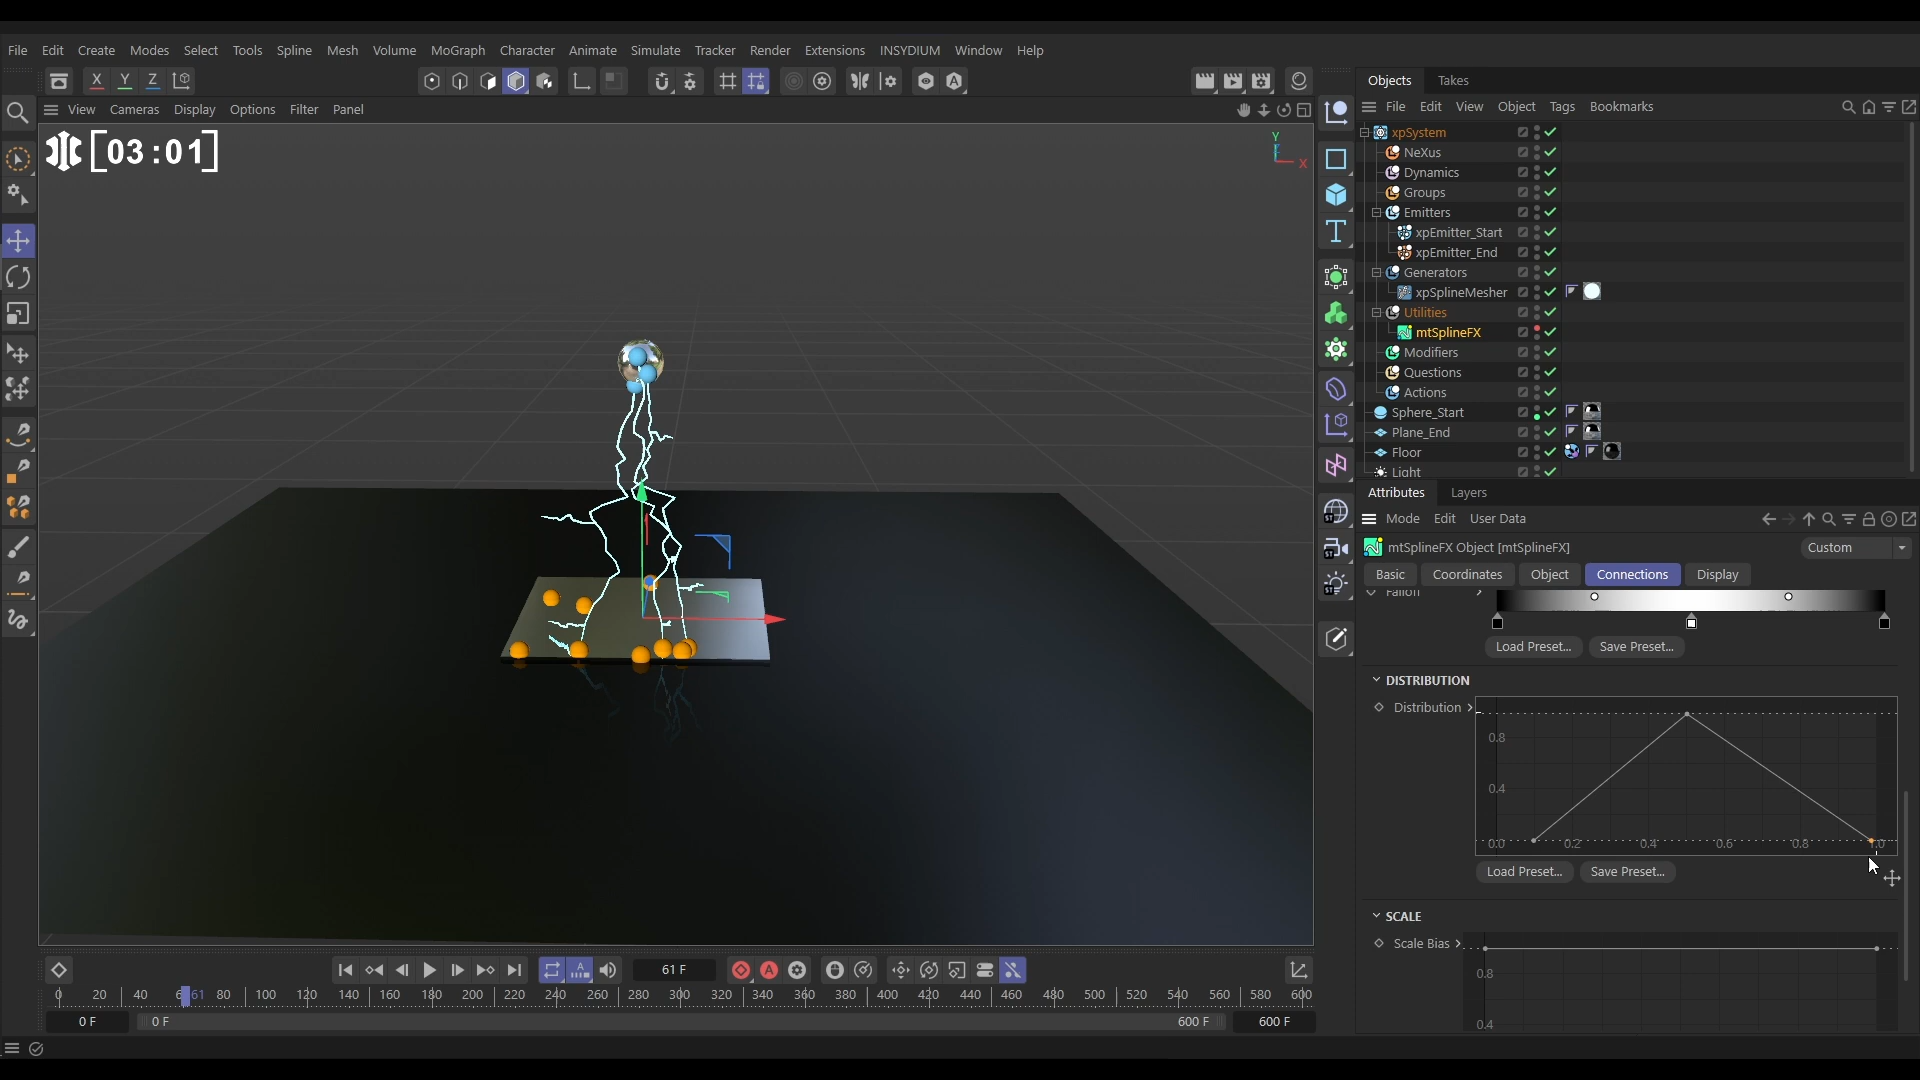 File Edit Create Modes Select Tools Spline Mesh Volume MoGraph Character Animate Simulate Tracker Render Extensions INSYDIUM Window Help
X Y Z
Objects Takes
View Cameras Display Options Filter Panel
File Edit View Object Tags Bookmarks
[03:01]
Y
X
xpSystem
NeXus
Dynamics
Groups
Emitters
xpEmitter_Start
xpEmitter_End
Generators
xpSplineMesher
Utilities
mtSplineFX
Modifiers
Questions
Actions
Sphere_Start
Plane_End
Floor
Light
Attributes Layers
Mode Edit User Data
mtSplineFX Object [mtSplineFX]
Custom
Basic Coordinates Object Connections Display
Falloff
Load Preset... Save Preset...
DISTRIBUTION
Distribution
0.8
0.4
0.0 0.2 0.4 0.6 0.8 1.0
Load Preset... Save Preset...
SCALE
Scale Bias
0.8
0.4
61 F
0 20 40 61 80 100 120 140 160 180 200 220 240 260 280 300 320 340 360 380 400 420 440 460 480 500 520 540 560 580 600
0 F 0 F 600 F 600 F